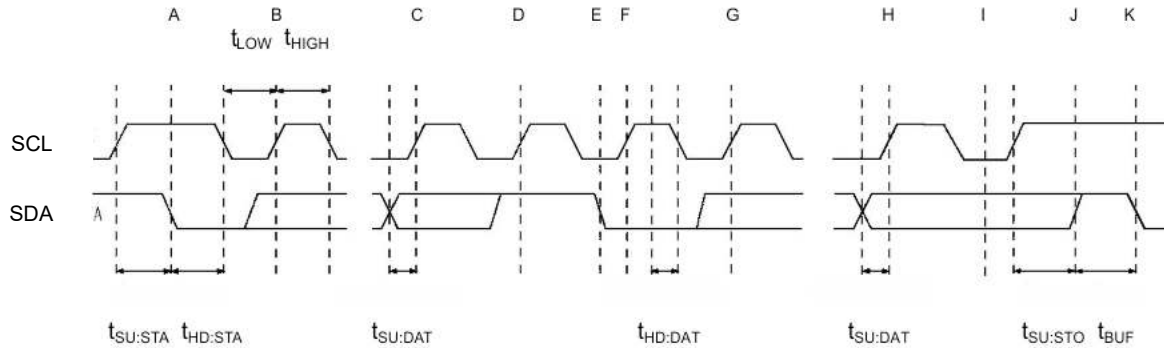 A B C D E F G H I J K
tLOW tHIGH
SCL
SDA A
tSU:STA tHD:STA tSU:DAT tHD:DAT tSU:DAT tSU:STO tBUF